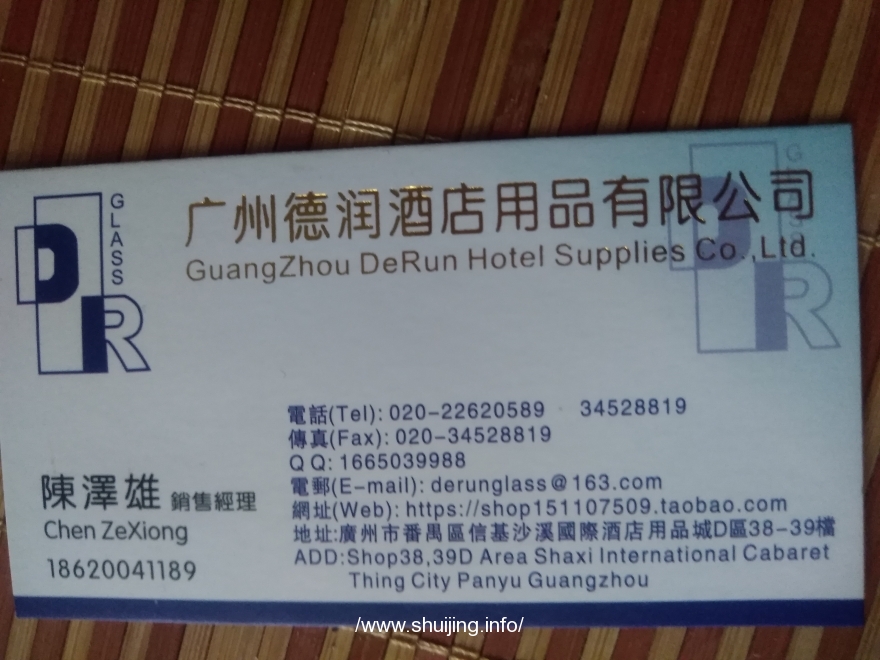 GLASS
DR
广州德润酒店用品有限公司
GuangZhou DeRun Hotel Supplies Co.,Ltd.
電話(Tel): 020-22620589 34528819
傳真(Fax): 020-34528819
QQ: 1665039988
電郵(E-mail): derunglass@163.com
網址(Web): https://shop151107509.taobao.com
地址:廣州市番禺區信基沙溪國際酒店用品城D區38-39檔
ADD:Shop38,39D Area Shaxi International Cabaret
Thing City Panyu Guangzhou
陳澤雄 銷售經理
Chen ZeXiong
18620041189
/www.shuijing.info/